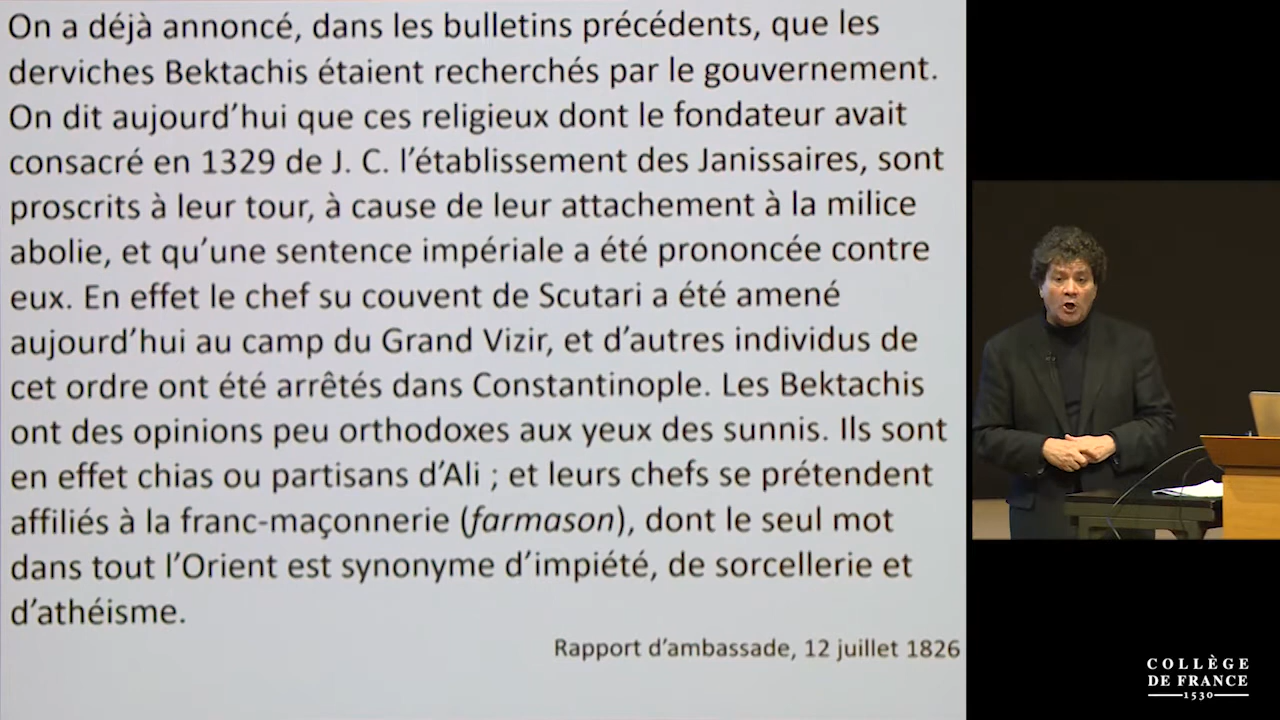 On a déjà annoncé, dans les bulletins précédents, que les
derviches Bektachis étaient recherchés par le gouvernement.
On dit aujourd’hui que ces religieux dont le fondateur avait
consacré en 1329 de J. C. l’établissement des Janissaires, sont
proscrits à leur tour, à cause de leur attachement à la milice
abolie, et qu’une sentence impériale a été prononcée contre
eux. En effet le chef su couvent de Scutari a été amené
aujourd’hui au camp du Grand Vizir, et d’autres individus de
cet ordre ont été arrêtés dans Constantinople. Les Bektachis
ont des opinions peu orthodoxes aux yeux des sunnis. Ils sont
en effet chias ou partisans d’Ali ; et leurs chefs se prétendent
affiliés à la franc-maçonnerie (farmason), dont le seul mot
dans tout l’Orient est synonyme d’impiété, de sorcellerie et
d’athéisme.
Rapport d’ambassade, 12 juillet 1826
COLLÈGE
DE FRANCE
1530